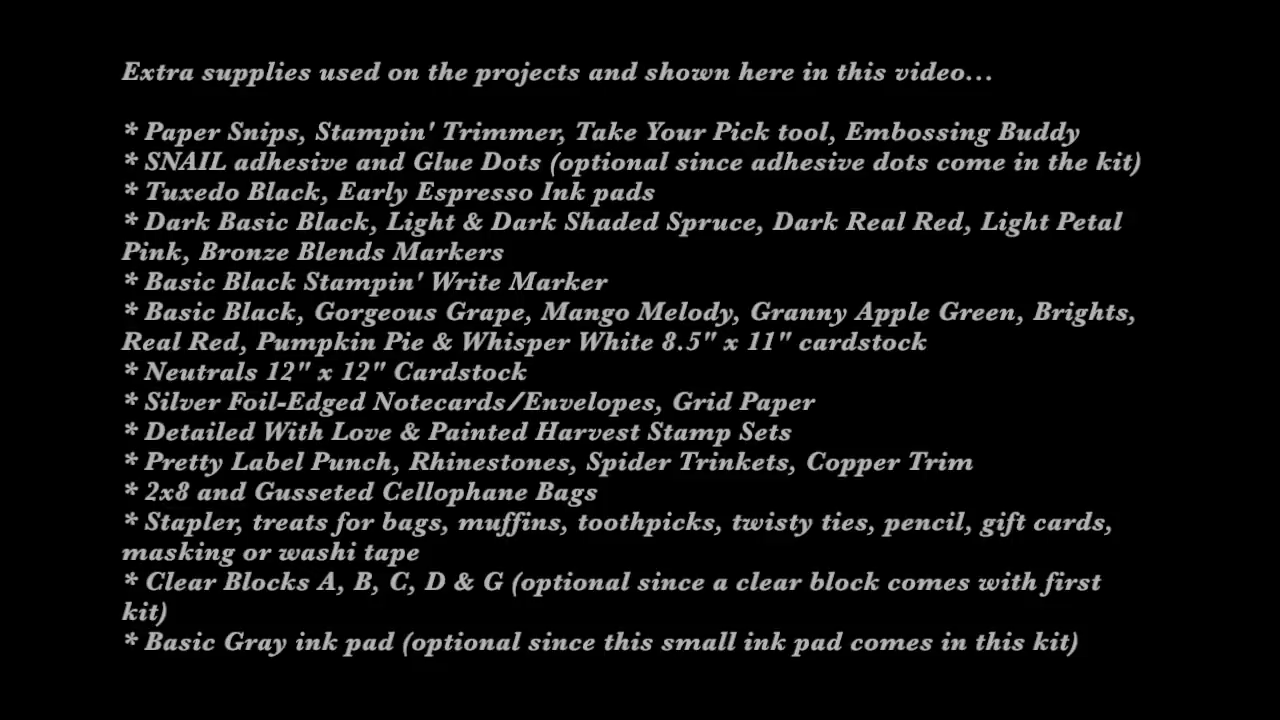 Extra supplies used on the projects and shown here in this video...
* Paper Snips, Stampin' Trimmer, Take Your Pick tool, Embossing Buddy
* SNAIL adhesive and Glue Dots (optional since adhesive dots come in the kit)
* Tuxedo Black, Early Espresso Ink pads
* Dark Basic Black, Light & Dark Shaded Spruce, Dark Real Red, Light Petal
Pink, Bronze Blends Markers
* Basic Black Stampin' Write Marker
* Basic Black, Gorgeous Grape, Mango Melody, Granny Apple Green, Brights,
Real Red, Pumpkin Pie & Whisper White 8.5" x 11" cardstock
* Neutrals 12" x 12" Cardstock
* Silver Foil-Edged Notecards/Envelopes, Grid Paper
* Detailed With Love & Painted Harvest Stamp Sets
* Pretty Label Punch, Rhinestones, Spider Trinkets, Copper Trim
* 2x8 and Gusseted Cellophane Bags
* Stapler, treats for bags, muffins, toothpicks, twisty ties, pencil, gift cards,
masking or washi tape
* Clear Blocks A, B, C, D & G (optional since a clear block comes with first
kit)
* Basic Gray ink pad (optional since this small ink pad comes in this kit)